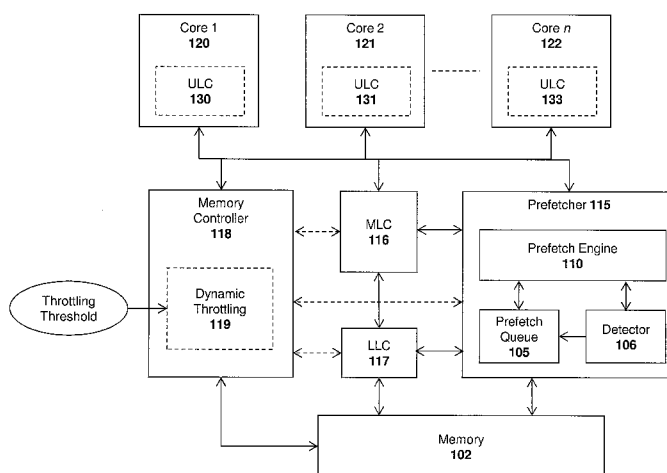 Core 1
120
ULC
130
Core 2
121
ULC
131
Core n
122
ULC
133
Memory
Controller
118
Dynamic
Throttling
119
Throttling
Threshold
MLC
116
LLC
117
Prefetcher 115
Prefetch Engine
110
Prefetch
Queue
105
Detector
106
Memory
102